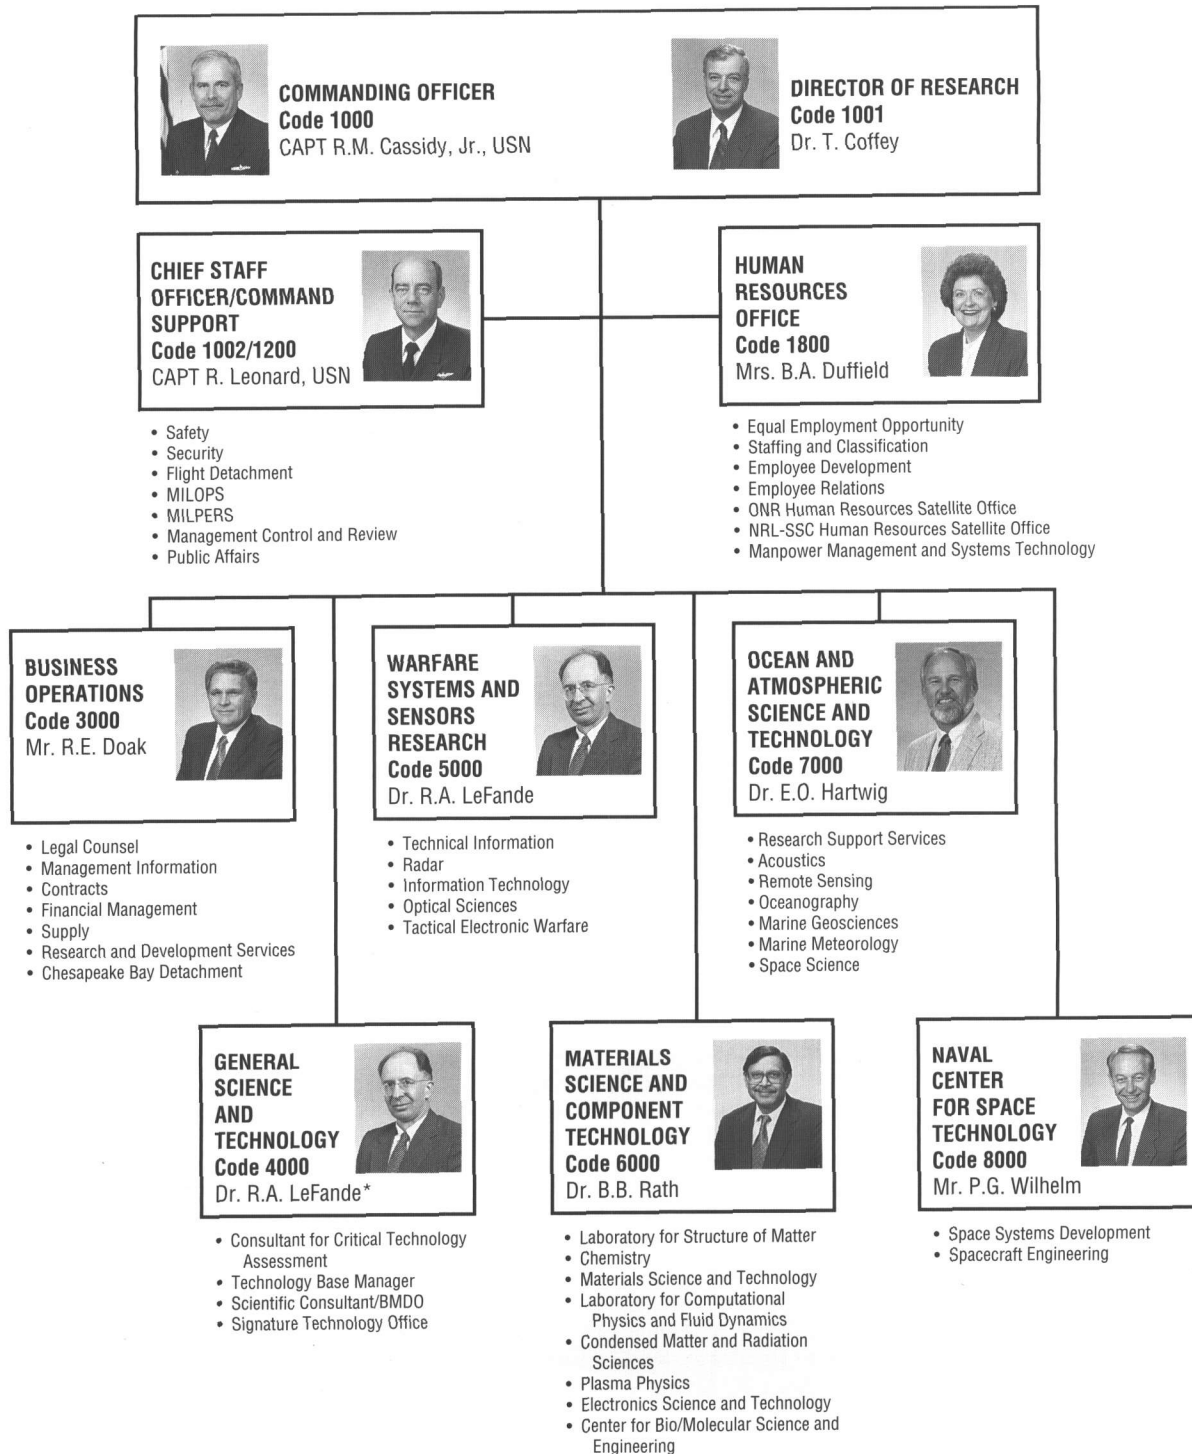 COMMANDING OFFICER
Code 1000
CAPT R.M. Cassidy, Jr., USN
DIRECTOR OF RESEARCH
Code 1001
Dr. T. Coffey
CHIEF STAFF
OFFICER/COMMAND
SUPPORT
Code 1002/1200
CAPT R. Leonard, USN
• Safety
• Security
• Flight Detachment
• MILOPS
• MILPERS
• Management Control and Review
• Public Affairs
HUMAN
RESOURCES
OFFICE
Code 1800
Mrs. B.A. Duffield
• Equal Employment Opportunity
• Staffing and Classification
• Employee Development
• Employee Relations
• ONR Human Resources Satellite Office
• NRL-SSC Human Resources Satellite Office
• Manpower Management and Systems Technology
BUSINESS
OPERATIONS
Code 3000
Mr. R.E. Doak
• Legal Counsel
• Management Information
• Contracts
• Financial Management
• Supply
• Research and Development Services
• Chesapeake Bay Detachment
WARFARE
SYSTEMS AND
SENSORS
RESEARCH
Code 5000
Dr. R.A. LeFande
• Technical Information
• Radar
• Information Technology
• Optical Sciences
• Tactical Electronic Warfare
OCEAN AND
ATMOSPHERIC
SCIENCE AND
TECHNOLOGY
Code 7000
Dr. E.O. Hartwig
• Research Support Services
• Acoustics
• Remote Sensing
• Oceanography
• Marine Geosciences
• Marine Meteorology
• Space Science
GENERAL
SCIENCE
AND
TECHNOLOGY
Code 4000
Dr. R.A. LeFande*
• Consultant for Critical Technology
Assessment
• Technology Base Manager
• Scientific Consultant/BMDO
• Signature Technology Office
MATERIALS
SCIENCE AND
COMPONENT
TECHNOLOGY
Code 6000
Dr. B.B. Rath
• Laboratory for Structure of Matter
• Chemistry
• Materials Science and Technology
• Laboratory for Computational
Physics and Fluid Dynamics
• Condensed Matter and Radiation
Sciences
• Plasma Physics
• Electronics Science and Technology
• Center for Bio/Molecular Science and
Engineering
NAVAL
CENTER
FOR SPACE
TECHNOLOGY
Code 8000
Mr. P.G. Wilhelm
• Space Systems Development
• Spacecraft Engineering